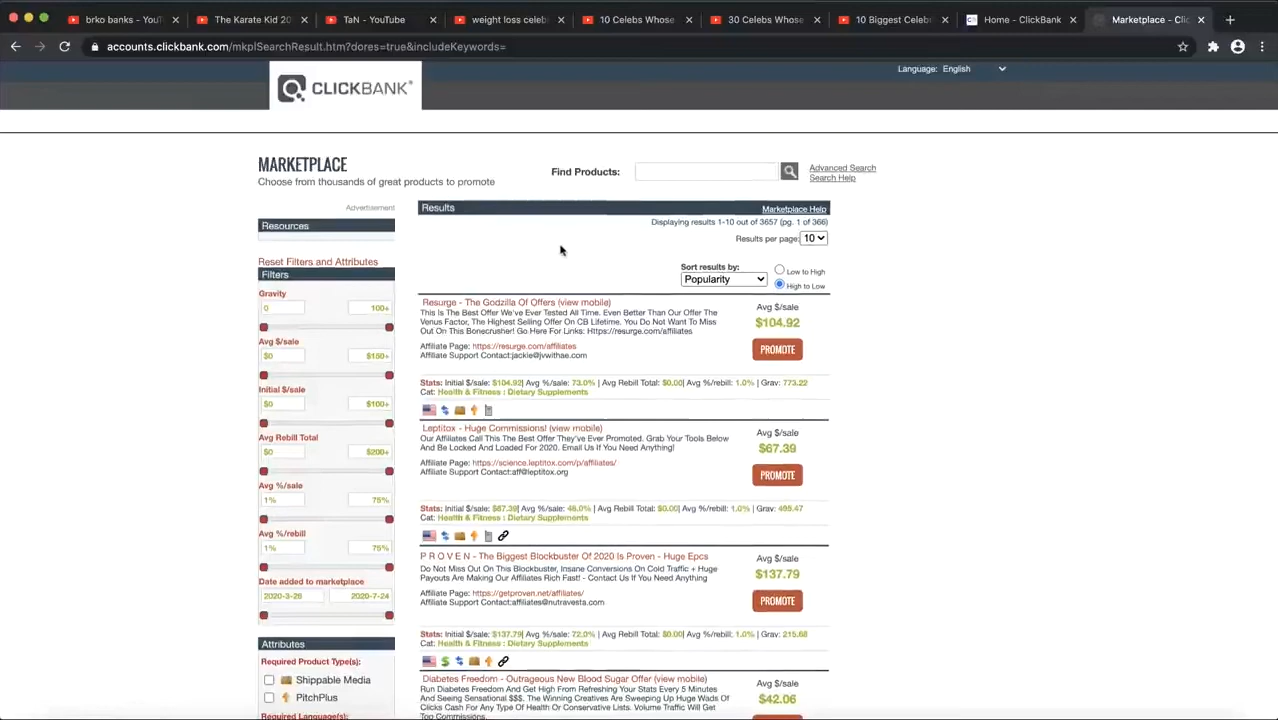 orko banks - YouT
The Karate Kid 20
TaN - YouTube
weight loss celeb
10 Celebs Whose
30 Celebs Whose
10 Biggest Celeb
Home - ClickBank
Marketplace - Clic
accounts.clickbank.com/mkplSearchResult.htm?dores=true&includeKeywords=
Language: English
CLICKBANK®
MARKETPLACE
Choose from thousands of great products to promote
Find Products:
Advanced Search
Search Help
Advertisement
Resources
Reset Filters and Attributes
Filters
Gravity
0 100+
Avg $/sale
$0 $150+
Initial $/sale
$0 $100+
Avg Rebill Total
$0 $200+
Avg %/sale
1% 75%
Avg %/rebill
1% 75%
Date added to marketplace
2020-3-28 2020-7-24
Attributes
Required Product Type(s):
Shippable Media
PitchPlus
Required Language(s):
Results
Marketplace Help
Displaying results 1-10 out of 3657 (pg. 1 of 366)
Results per page: 10
Sort results by:
Popularity
Low to High
High to Low
Resurge - The Godzilla Of Offers (view mobile)
This Is The Best Offer We've Ever Tested All Time. Even Better Than Our Offer The
Venus Factor, The Highest Selling Offer On CB Lifetime. You Do Not Want To Miss
Out On This Bonecrusher! Go Here For Links: Https://resurge.com/affiliates
Affiliate Page: https://resurge.com/affiliates
Affiliate Support Contact:jackie@jvwithae.com
Avg $/sale
$104.92
PROMOTE
Stats: Initial $/sale: $104.92| Avg %/sale: 73.0% | Avg Rebill Total: $0.00| Avg %/rebill: 1.0% | Grav: 773.22
Cat: Health & Fitness : Dietary Supplements
Leptitox - Huge Commissions! (view mobile)
Our Affiliates Call This The Best Offer They've Ever Promoted. Grab Your Tools Below
And Be Locked And Loaded For 2020. Email Us If You Need Anything!
Affiliate Page: https://science.leptitox.com/p/affiliates/
Affiliate Support Contact:aff@leptitox.org
Avg $/sale
$67.39
PROMOTE
Stats: Initial $/sale: $67.39| Avg %/sale: 46.0% | Avg Rebill Total: $0.00| Avg %/rebill: 1.0% | Grav: 495.47
Cat: Health & Fitness : Dietary Supplements
P R O V E N - The Biggest Blockbuster Of 2020 Is Proven - Huge Epcs
Do Not Miss Out On This Blockbuster, Insane Conversions On Cold Traffic + Huge
Payouts Are Making Our Affiliates Rich Fast! - Contact Us If You Need Anything
Affiliate Page: https://getproven.net/affiliates/
Affiliate Support Contact:affiliates@nutravesta.com
Avg $/sale
$137.79
PROMOTE
Stats: Initial $/sale: $137.79| Avg %/sale: 72.0% | Avg Rebill Total: $0.00| Avg %/rebill: 1.0% | Grav: 215.68
Cat: Health & Fitness : Dietary Supplements
Diabetes Freedom - Outrageous New Blood Sugar Offer (view mobile)
Run Diabetes Freedom And Get High From Refreshing Your Stats Every 5 Minutes
And Seeing Sensational $$$. The Winning Creatives Are Sweeping Up Huge Wads Of
Clicks Cash For Any Type Of Health Or Conservative Lists. Volume Traffic Will Get
Top Commissions.
Avg $/sale
$42.06